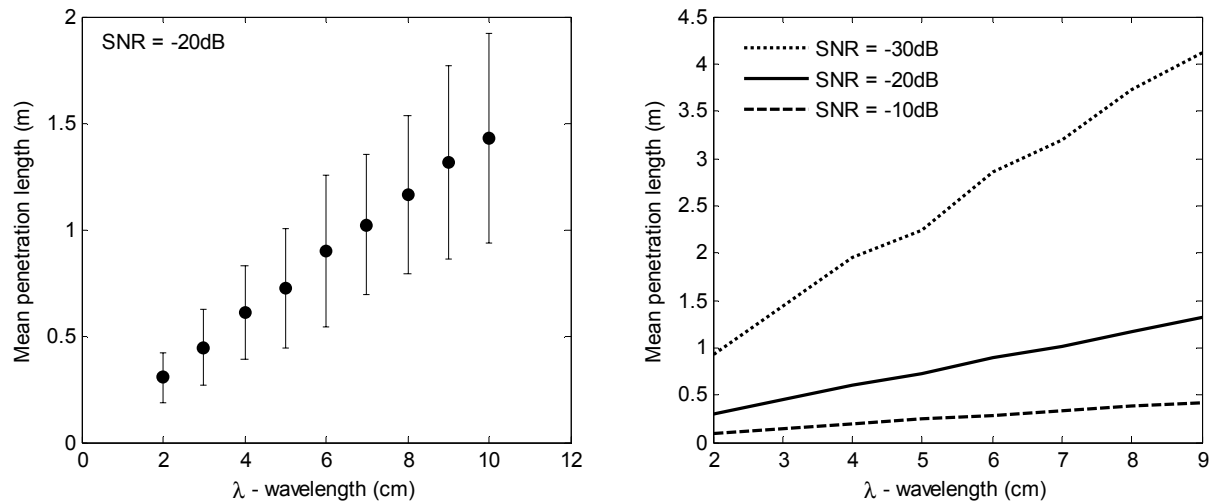 SNR = -20dB
Mean penetration length (m)
2
1.5
1
0.5
0
0 2 4 6 8 10 12
λ - wavelength (cm)
SNR = -30dB
SNR = -20dB
SNR = -10dB
Mean penetration length (m)
4.5
4
3.5
3
2.5
2
1.5
1
0.5
0
2 3 4 5 6 7 8 9
λ - wavelength (cm)